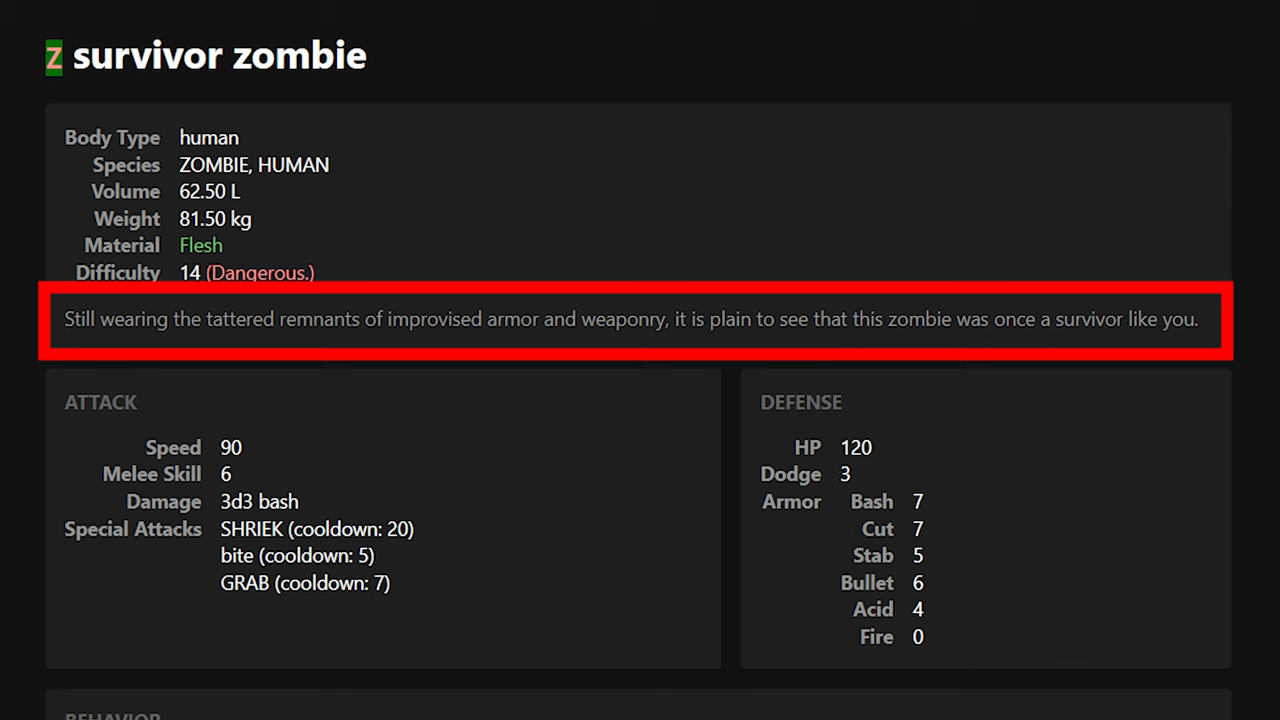 Z survivor zombie
Body Type human
Species ZOMBIE, HUMAN
Volume 62.50 L
Weight 81.50 kg
Material Flesh
Difficulty 14 (Dangerous.)
Still wearing the tattered remnants of improvised armor and weaponry, it is plain to see that this zombie was once a survivor like you.
ATTACK
Speed 90
Melee Skill 6
Damage 3d3 bash
Special Attacks SHRIEK (cooldown: 20)
bite (cooldown: 5)
GRAB (cooldown: 7)
DEFENSE
HP 120
Dodge 3
Armor Bash 7
Cut 7
Stab 5
Bullet 6
Acid 4
Fire 0
BEHAVIOR